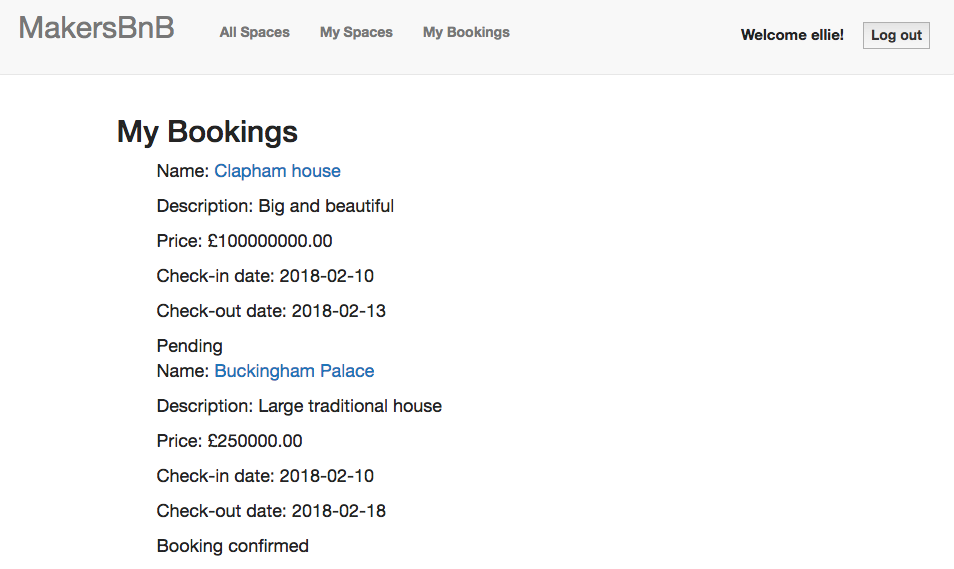 MakersBnB All Spaces My Spaces My Bookings Welcome ellie! Log out
My Bookings
Name: Clapham house
Description: Big and beautiful
Price: £100000000.00
Check-in date: 2018-02-10
Check-out date: 2018-02-13
Pending
Name: Buckingham Palace
Description: Large traditional house
Price: £250000.00
Check-in date: 2018-02-10
Check-out date: 2018-02-18
Booking confirmed